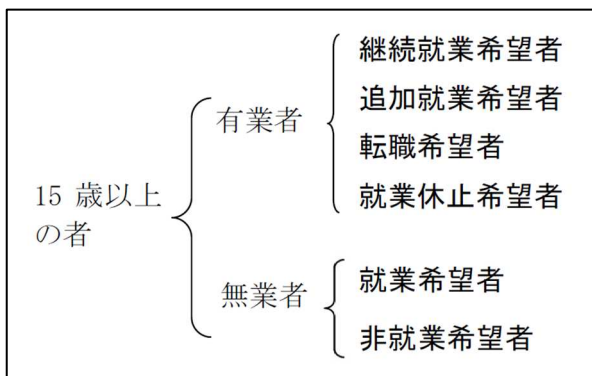 継続就業希望者
追加就業希望者
有業者
転職希望者
就業休止希望者
15 歳以上
の者
就業希望者
無業者
非就業希望者